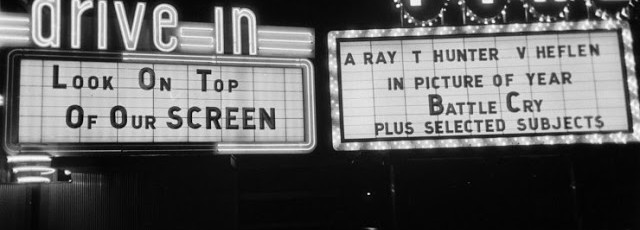 drive-in
Look On Top
Of Our SCREEN
A RAY T HUNTER V HEFLEN
IN PICTURE OF YEAR
Battle Cry
PLUS SELECTED SUBJECTS